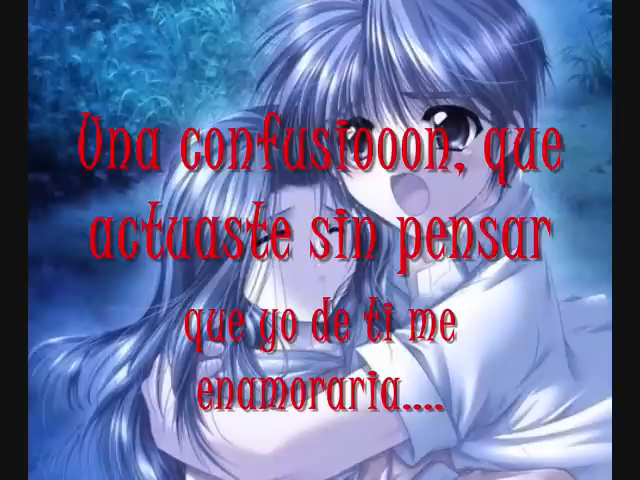 Una confusiooon, que
actuaste sin pensar
que yo de ti me
enamoraria....